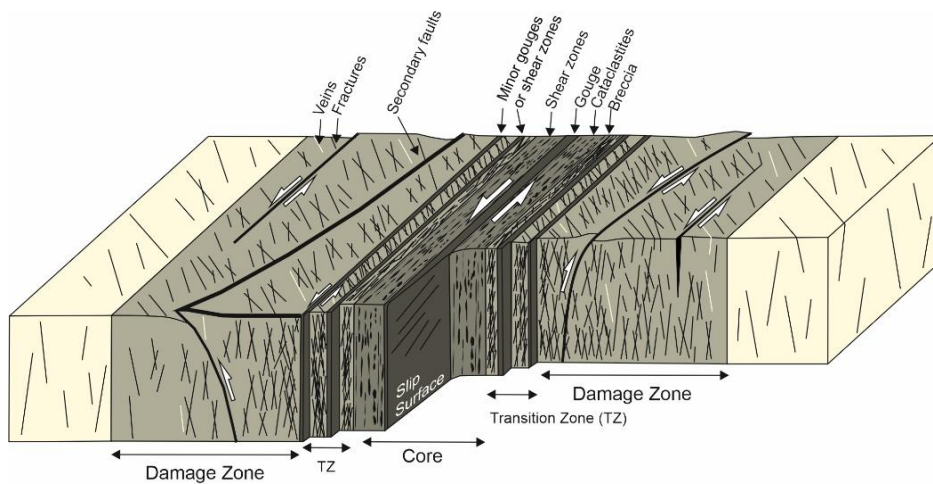 Veins
Fractures
Secondary faults
Minor gouges
or shear zones
Shear zones
Gouge
Cataclastites
Breccia
Slip
Surface
Damage Zone
TZ
Core
Transition Zone (TZ)
Damage Zone